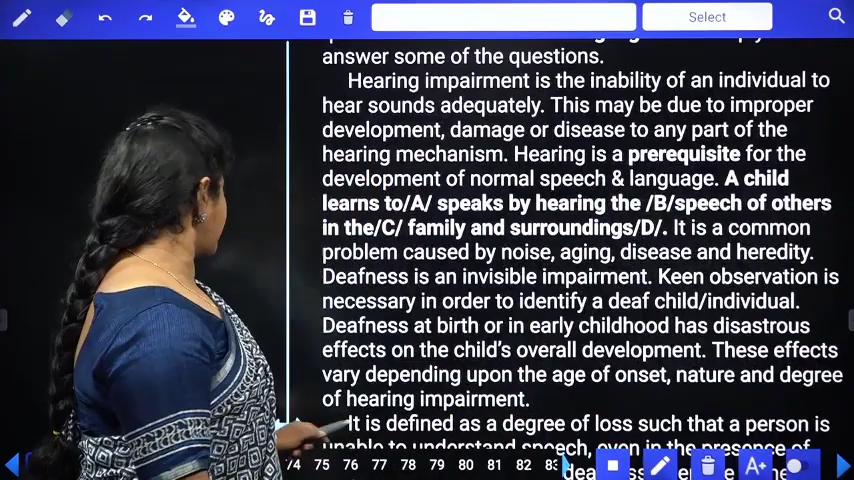 Select
answer some of the questions.
Hearing impairment is the inability of an individual to
hear sounds adequately. This may be due to improper
development, damage or disease to any part of the
hearing mechanism. Hearing is a prerequisite for the
development of normal speech & language. A child
learns to/A/ speaks by hearing the /B/speech of others
in the/C/ family and surroundings/D/. It is a common
problem caused by noise, aging, disease and heredity.
Deafness is an invisible impairment. Keen observation is
necessary in order to identify a deaf child/individual.
Deafness at birth or in early childhood has disastrous
effects on the child's overall development. These effects
vary depending upon the age of onset, nature and degree
of hearing impairment.
It is defined as a degree of loss such that a person is
unable to understand speech, even in the presence of
74 75 76 77 78 79 80 81 82 83
A+